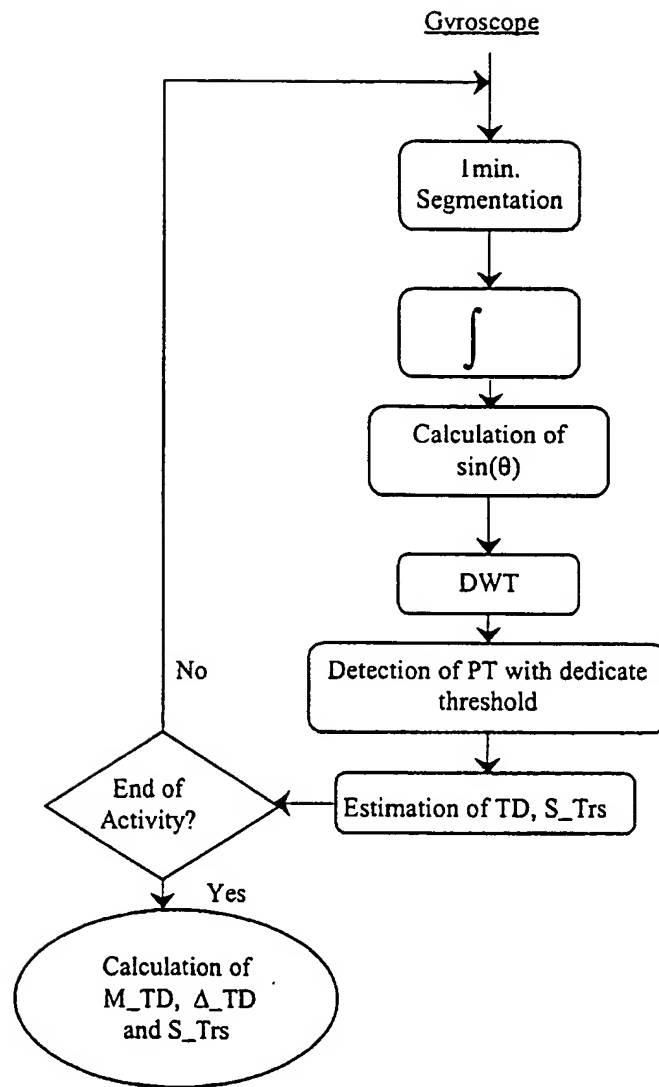 Gyroscope
1min.
Segmentation
∫
Calculation of
sin(θ)
DWT
Detection of PT with dedicate
threshold
Estimation of TD, S_Trs
End of
Activity?
No
Yes
Calculation of
M_TD, Δ_TD
and S_Trs